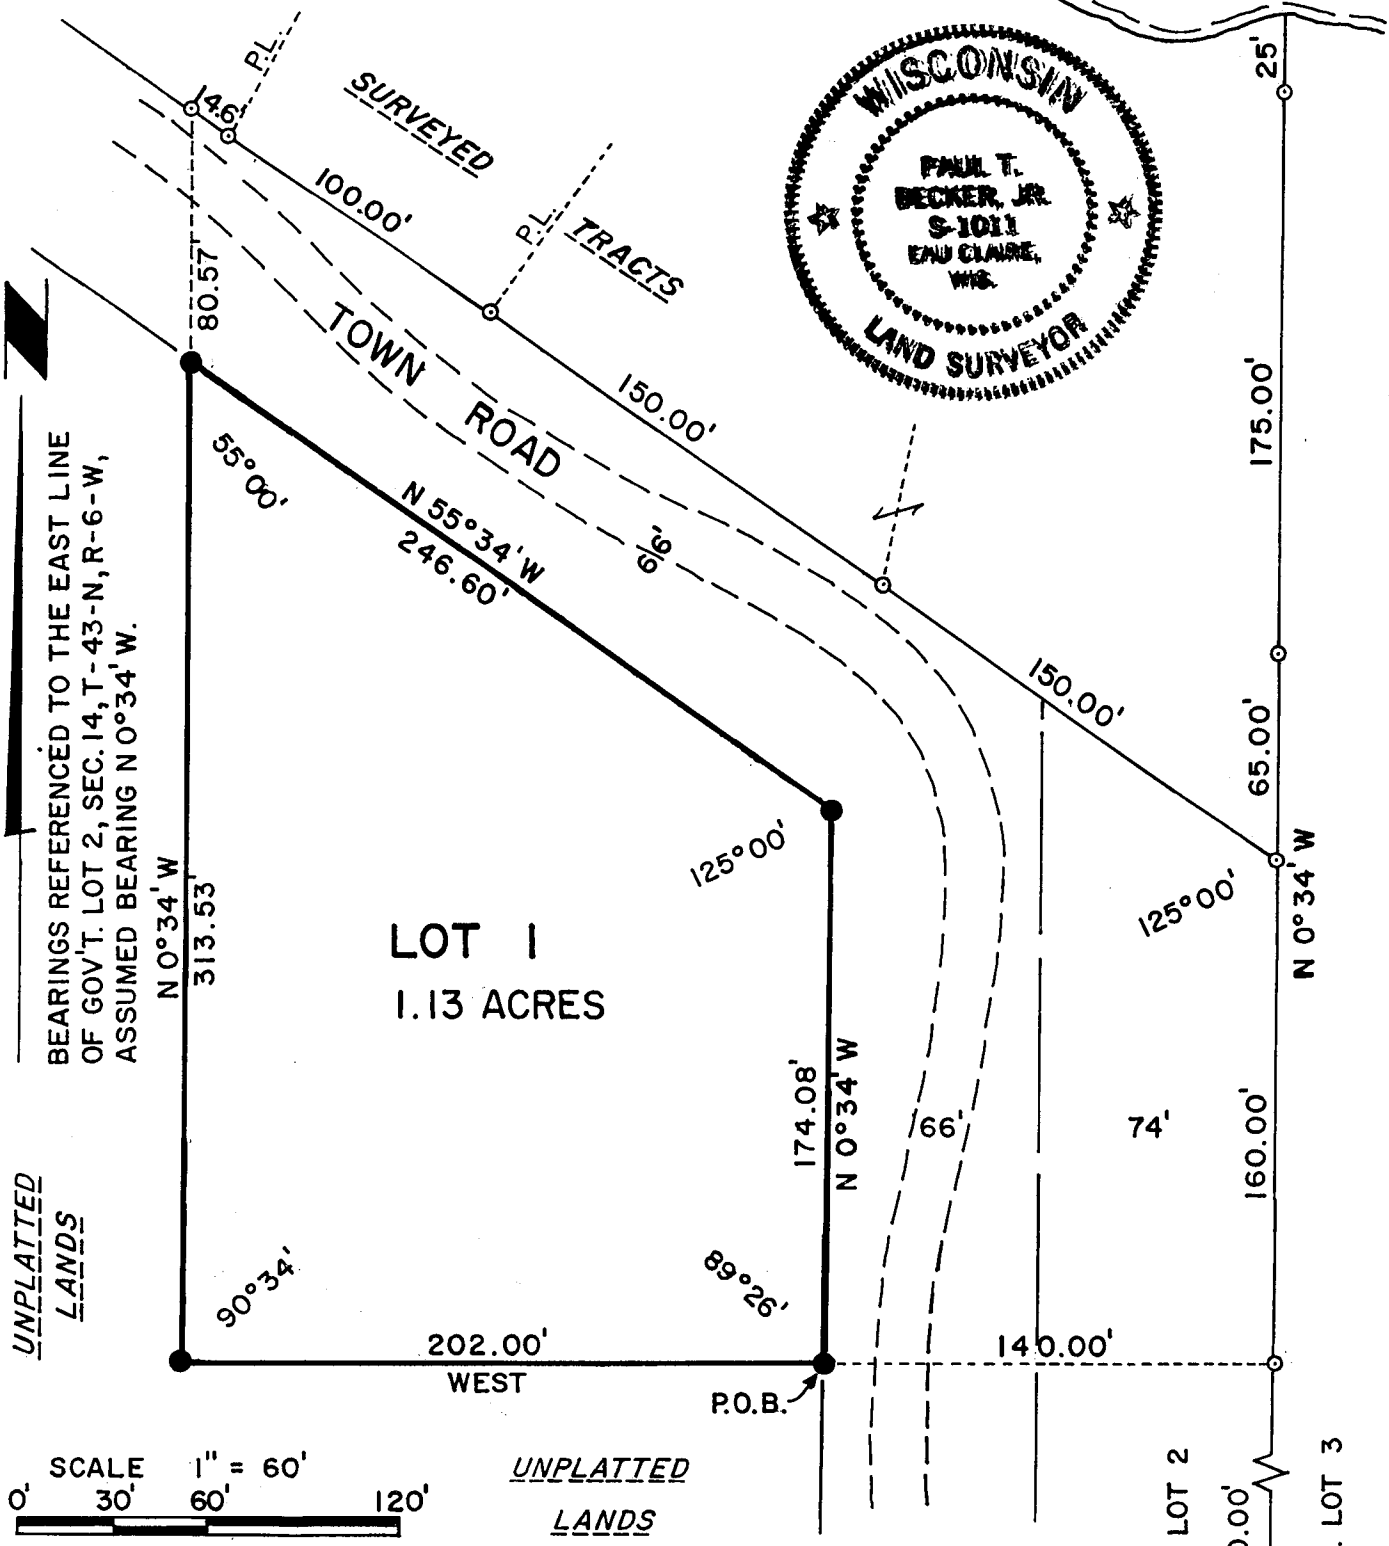 P.L.
14.6'
SURVEYED
25'
WISCONSIN
PAUL T.
BECKER, JR.
S-1011
EAU CLAIRE,
WIS.
LAND SURVEYOR
100.00'
P.L.
TRACTS
80.57'
TOWN ROAD
150.00'
175.00'
55°00'
N 55°34' W
246.60'
66'
BEARINGS REFERENCED TO THE EAST LINE
OF GOV'T. LOT 2, SEC. 14, T-43-N, R-6-W,
ASSUMED BEARING N 0°34' W.
150.00'
65.00'
125°00'
125°00'
N 0°34' W
N 0°34' W
313.53'
LOT 1
1.13 ACRES
174.08'
N 0°34' W
66'
74'
160.00'
UNPLATTED
LANDS
90°34'
89°26'
202.00'
WEST
140.00'
P.O.B.
SCALE 1" = 60'
0' 30' 60' 120'
UNPLATTED
LANDS
LOT 2
0.00'
. LOT 3